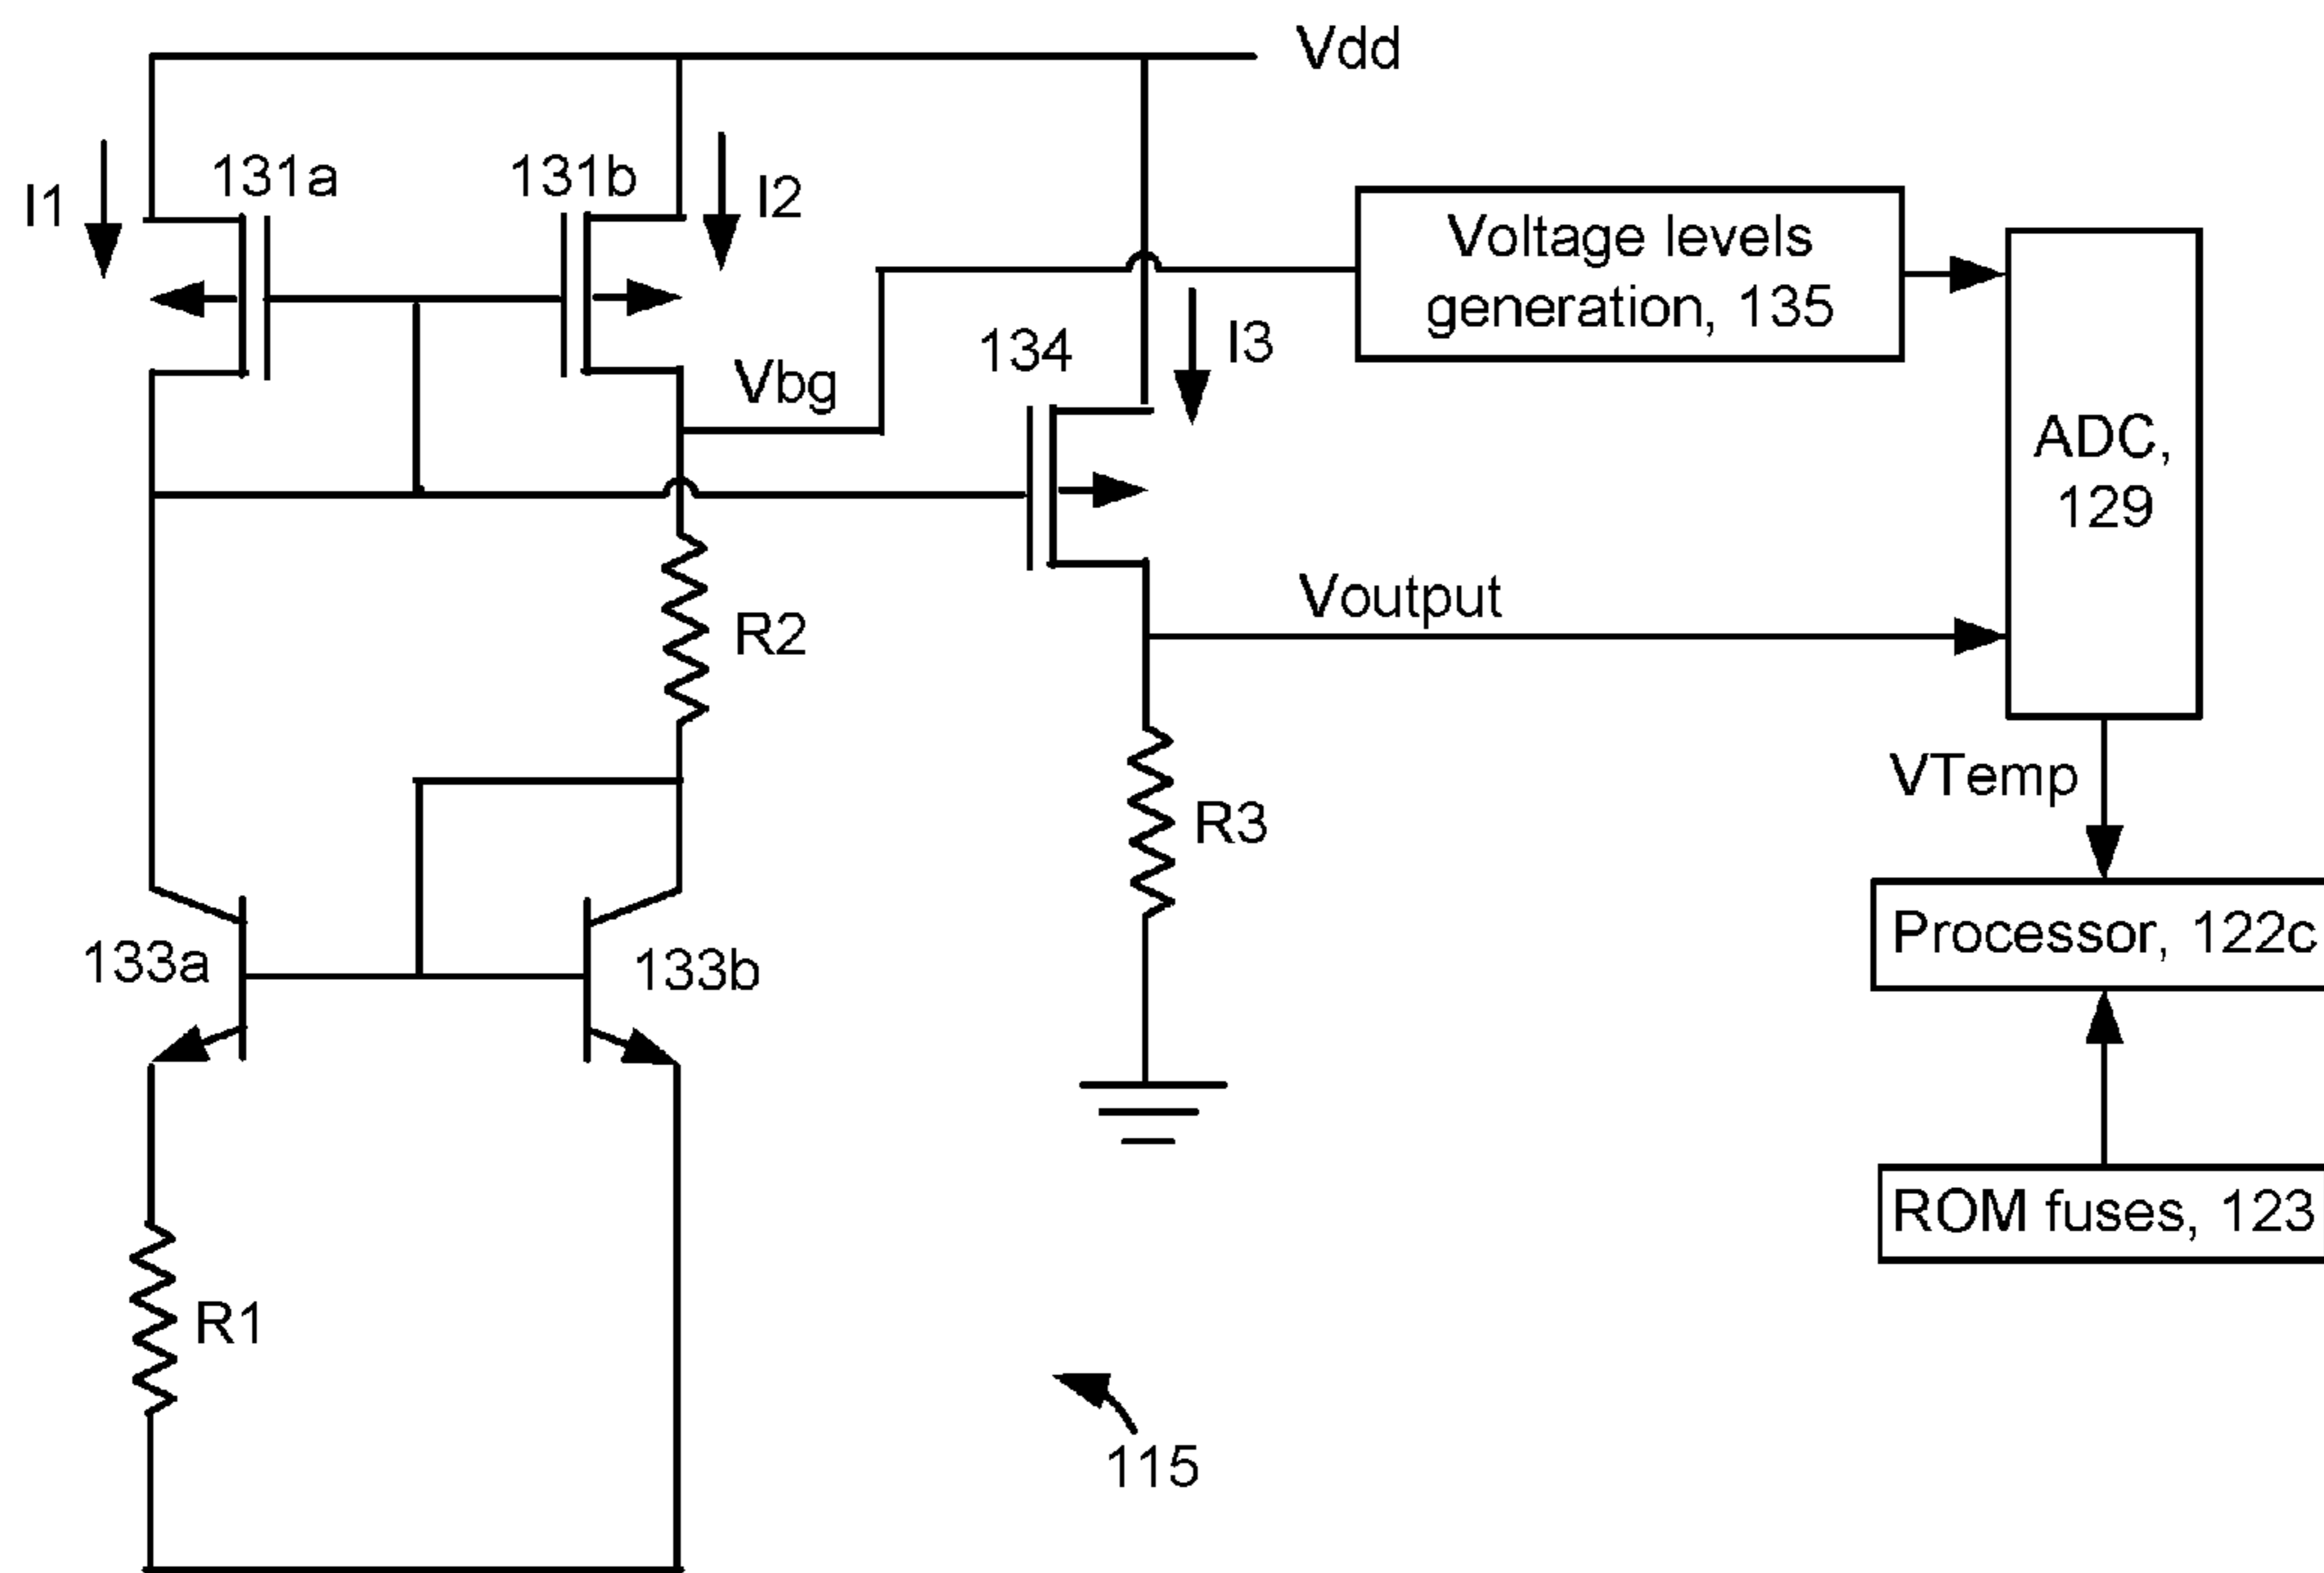 Vdd
I1
131a
131b
I2
Voltage levels
generation, 135
134
I3
Vbg
ADC,
129
Voutput
R2
VTemp
R3
133a
133b
Processor, 122c
ROM fuses, 123
R1
115